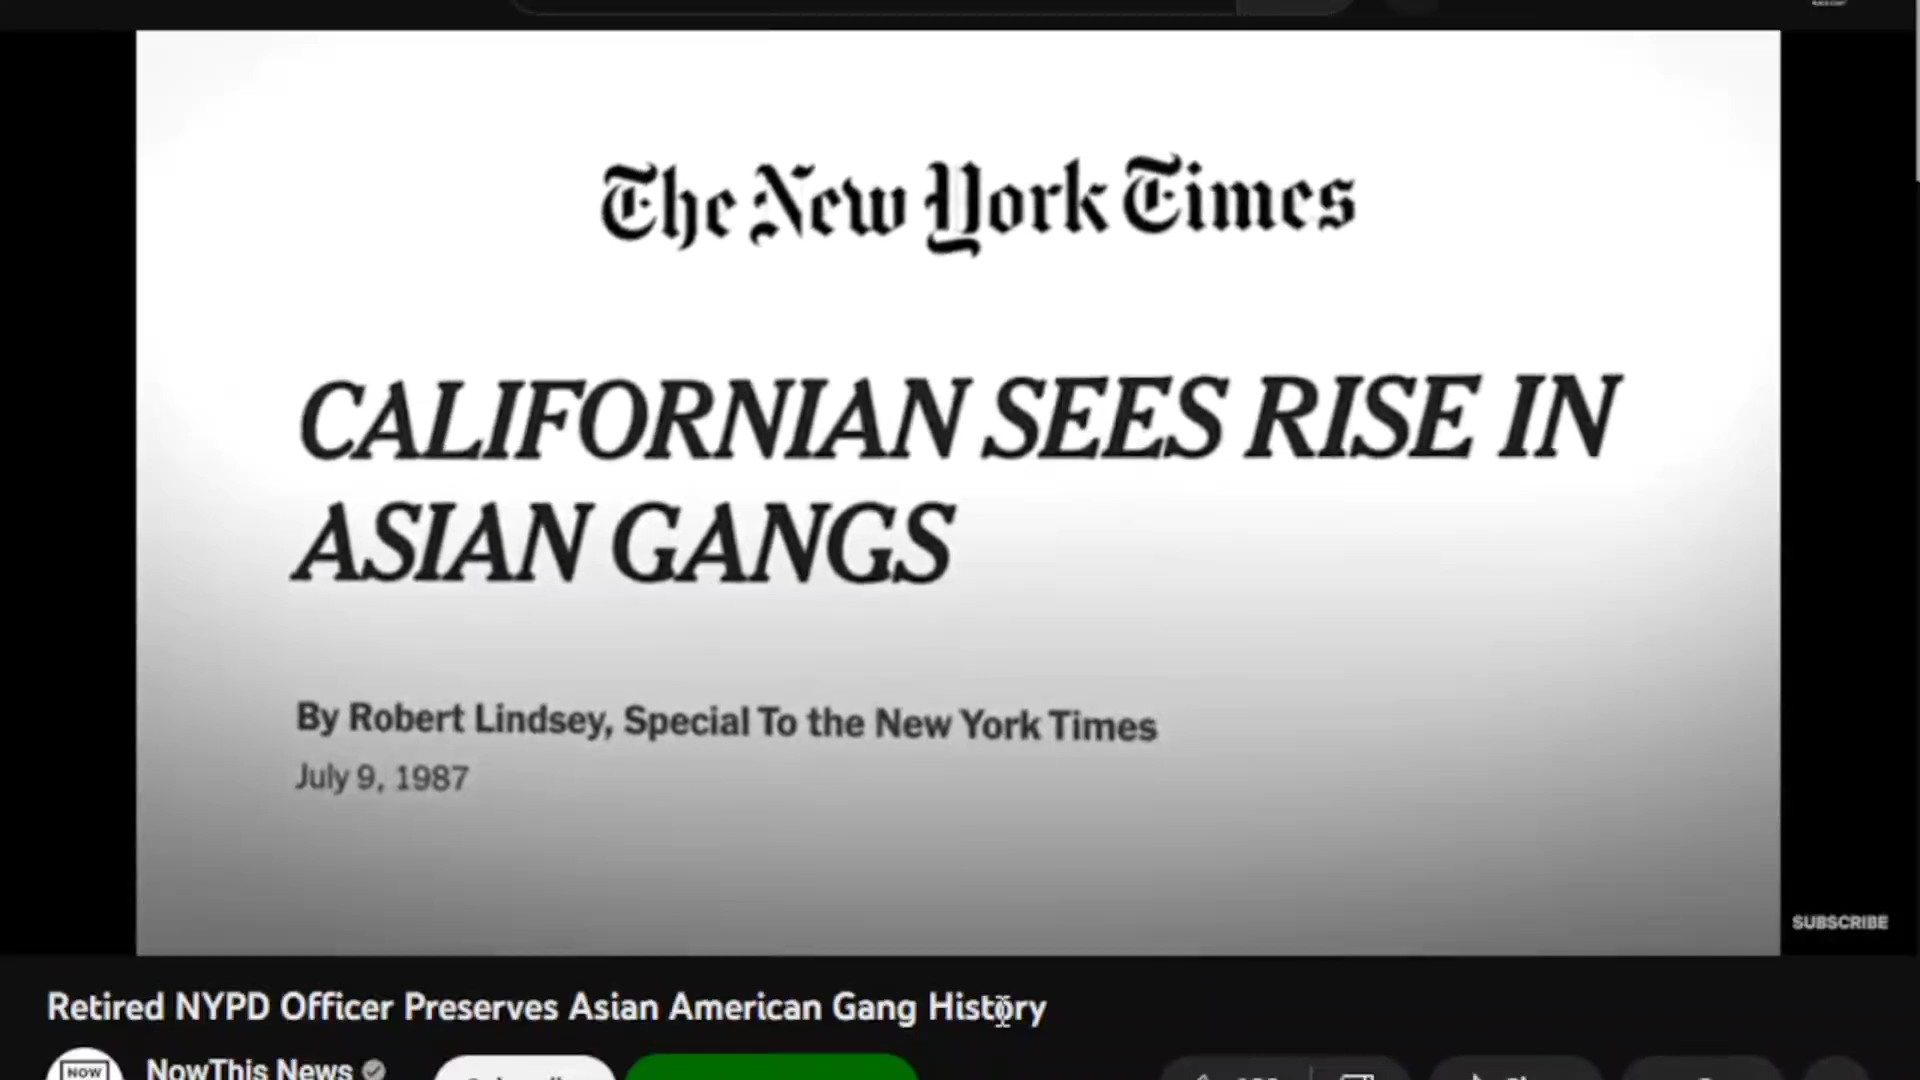 The New York Times
CALIFORNIAN SEES RISE IN
ASIAN GANGS
By Robert Lindsey, Special To the New York Times
July 9, 1987
SUBSCRIBE
Retired NYPD Officer Preserves Asian American Gang History
NOW
NowThis News